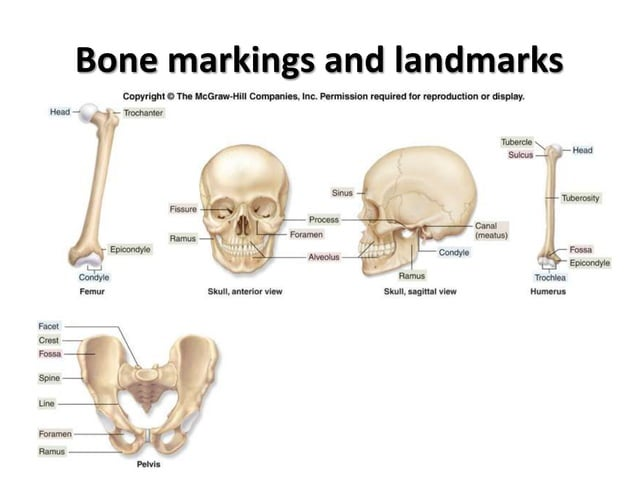 Bone markings and landmarks
Copyright © The McGraw-Hill Companies, Inc. Permission required for reproduction or display.
Head
Trochanter
Epicondyle
Condyle
Femur
Fissure
Ramus
Process
Foramen
Alveolus
Skull, anterior view
Sinus
Canal
(meatus)
Condyle
Ramus
Skull, sagittal view
Tubercle
Sulcus
Head
Tuberosity
Fossa
Epicondyle
Trochlea
Humerus
Facet
Crest
Fossa
Spine
Line
Foramen
Ramus
Pelvis